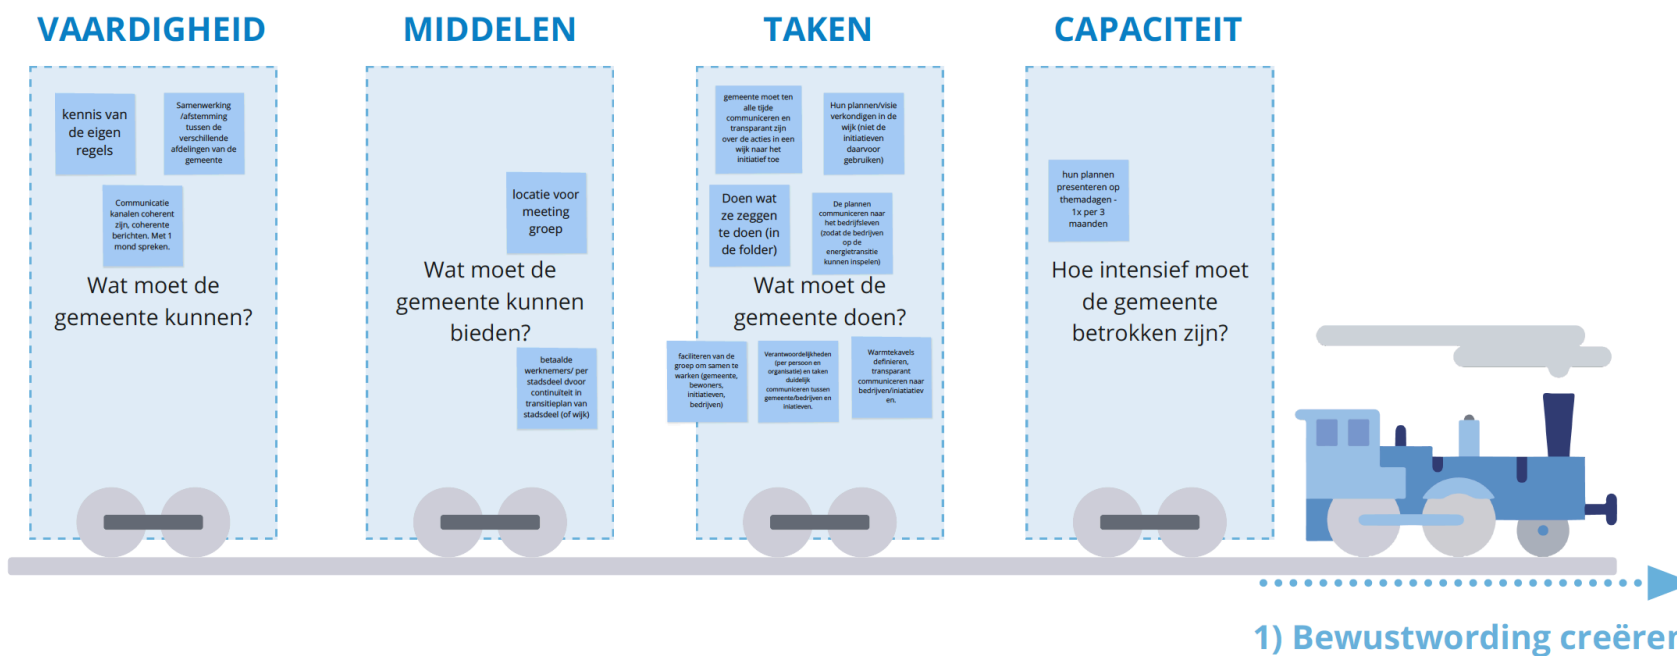 VAARDIGHEID
kennis van
de eigen
regels
Samenwerking
/afstemming
tussen de
verschillende
afdelingen van de
gemeente
Communicatie
kanalen coherent
zijn, coherente
berichten. Met 1
mond spreken.
Wat moet de
gemeente kunnen?
MIDDELEN
locatie voor
meeting
groep
Wat moet de
gemeente kunnen
bieden?
betaalde
werknemers/ per
stadsdeel dvoor
continuïteit in
transitieplan van
stadsdeel (of wijk)
TAKEN
gemeente moet ten
alle tijde
communiceren en
transparant zijn
over de acties in een
wijk naar het
initiatief toe
Hun plannen/visie
verkondigen in de
wijk (niet de
initiatieven
daarvoor
gebruiken)
Doen wat
ze zeggen
te doen (in
de folder)
De plannen
communiceren naar
het bedrijfsleven
(zodat de bedrijven
op de
energietransitie
kunnen inspelen)
Wat moet de
gemeente doen?
faciliteren van de
groep om samen te
warken (gemeente,
bewoners,
initiatieven,
bedrijven)
Verantwoordelijkheden
(per persoon en
organisatie) en taken
duidelijk
communiceren tussen
gemeente/bedrijven en
iniatieven.
Warmtekavels
definieren,
transparant
communiceren naar
bedrijven/iniatiativ
en.
CAPACITEIT
hun plannen
presenteren op
themadagen -
1x per 3
maanden
Hoe intensief moet
de gemeente
betrokken zijn?
1) Bewustwording creëren